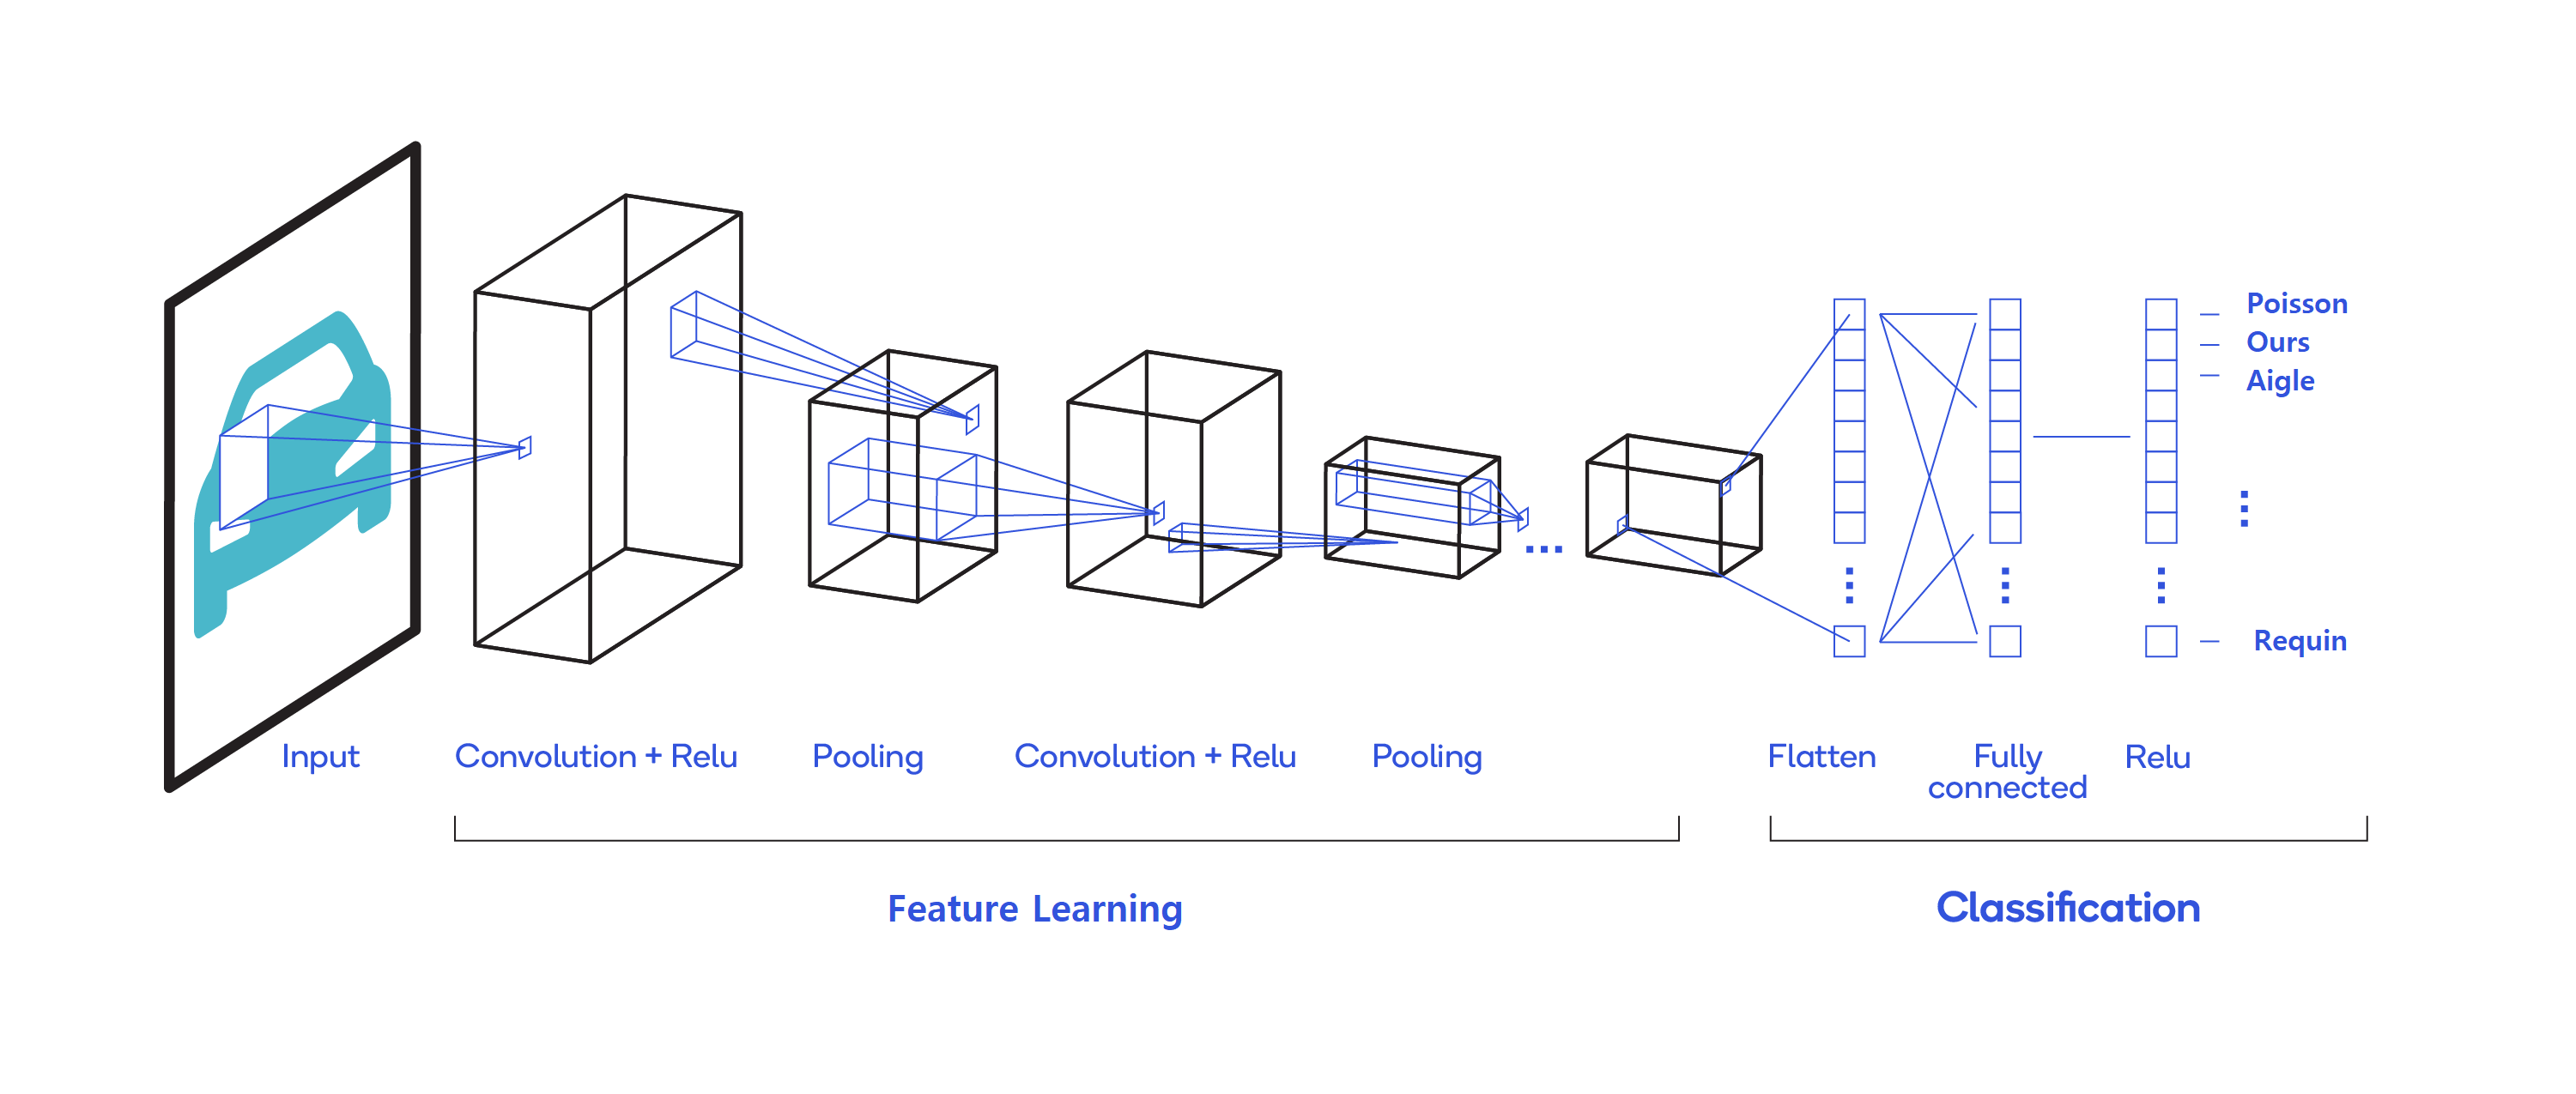 Poisson
Ours
Aigle
Requin
Input
Convolution + Relu
Pooling
Convolution + Relu
Pooling
Flatten
Fully
connected
Relu
Feature Learning
Classification